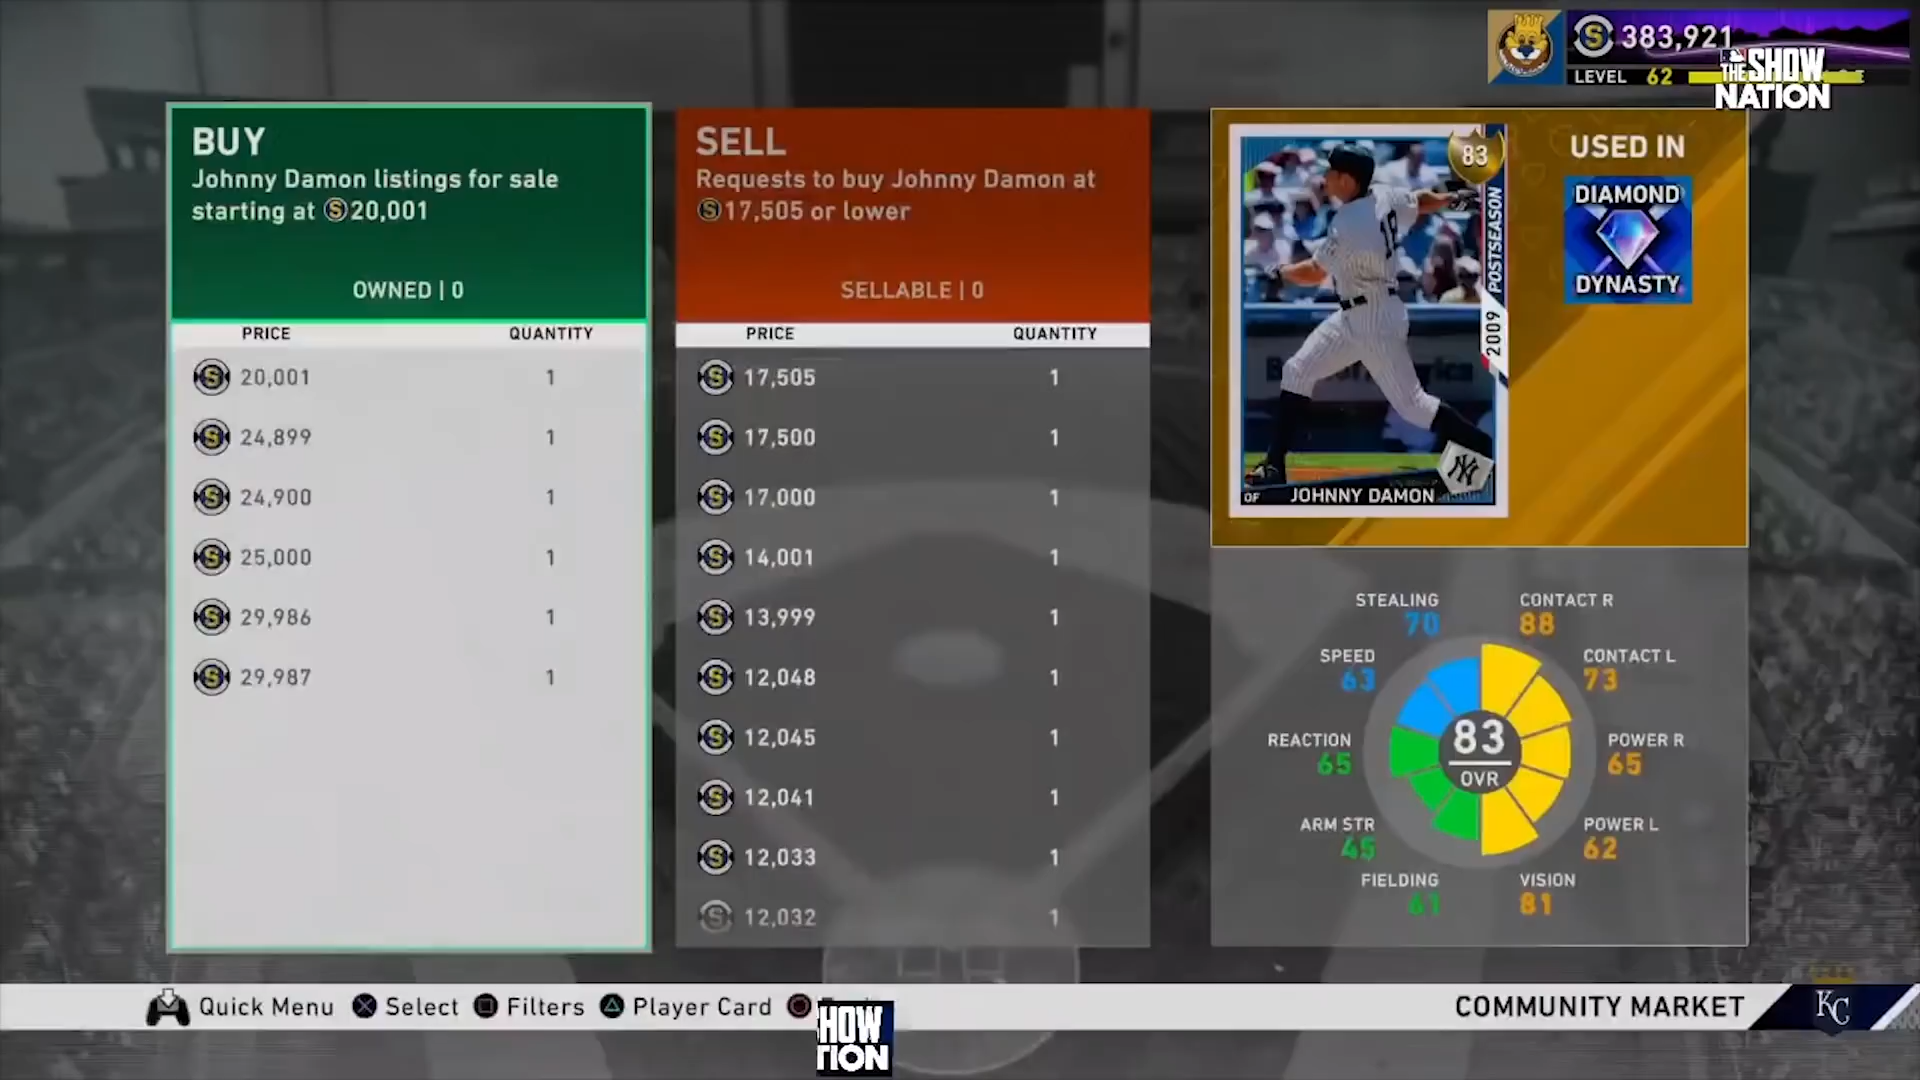 383,921
LEVEL 62
THE SHOW
NATION
BUY
Johnny Damon listings for sale
starting at S 20,001
OWNED | 0
PRICE QUANTITY
20,001 1
24,899 1
24,900 1
25,000 1
29,986 1
29,987 1
SELL
Requests to buy Johnny Damon at
S 17,505 or lower
SELLABLE | 0
PRICE QUANTITY
17,505 1
17,500 1
17,000 1
14,001 1
13,999 1
12,048 1
12,045 1
12,041 1
12,033 1
12,032 1
83
2009 POSTSEASON
OF JOHNNY DAMON
USED IN
DIAMOND
DYNASTY
STEALING
70
CONTACT R
88
SPEED
63
CONTACT L
73
REACTION
65
POWER R
65
ARM STR
45
POWER L
62
FIELDING
61
VISION
81
83
OVR
Quick Menu Select Filters Player Card
COMMUNITY MARKET
KC
HOW
TION